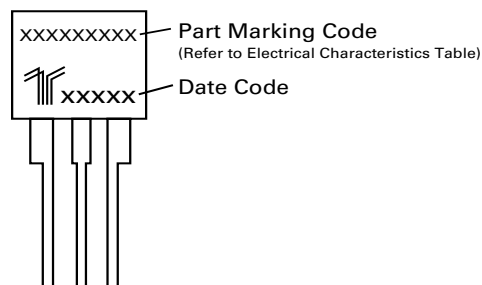 xxxxxxxxx
Part Marking Code
(Refer to Electrical Characteristics Table)
xxxxx
Date Code